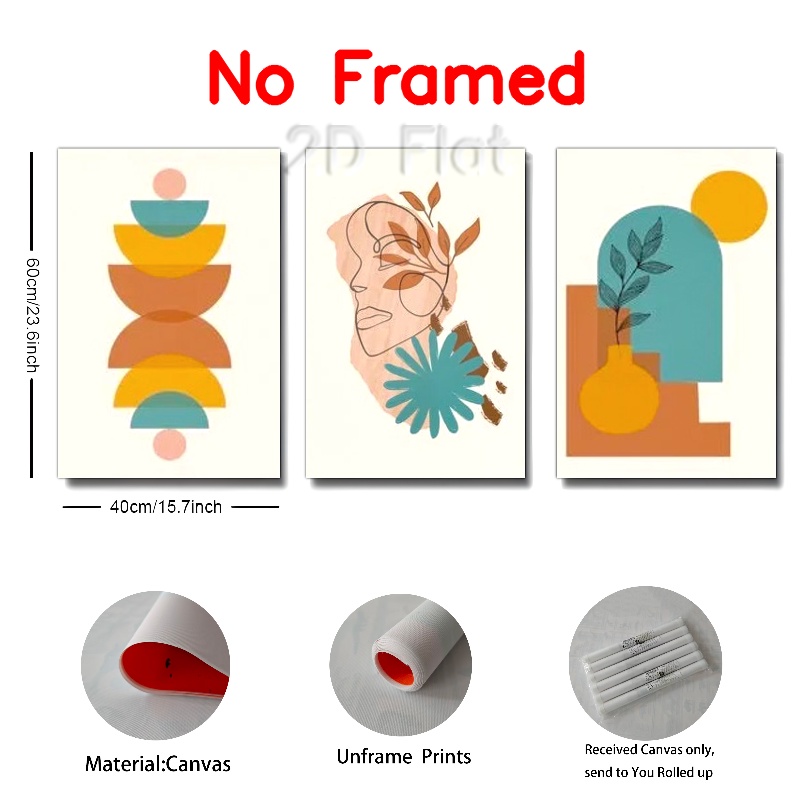 No Framed
2D Flat
60cm/23.6inch
40cm/15.7inch
Material:Canvas
Unframe Prints
Received Canvas only,
send to You Rolled up